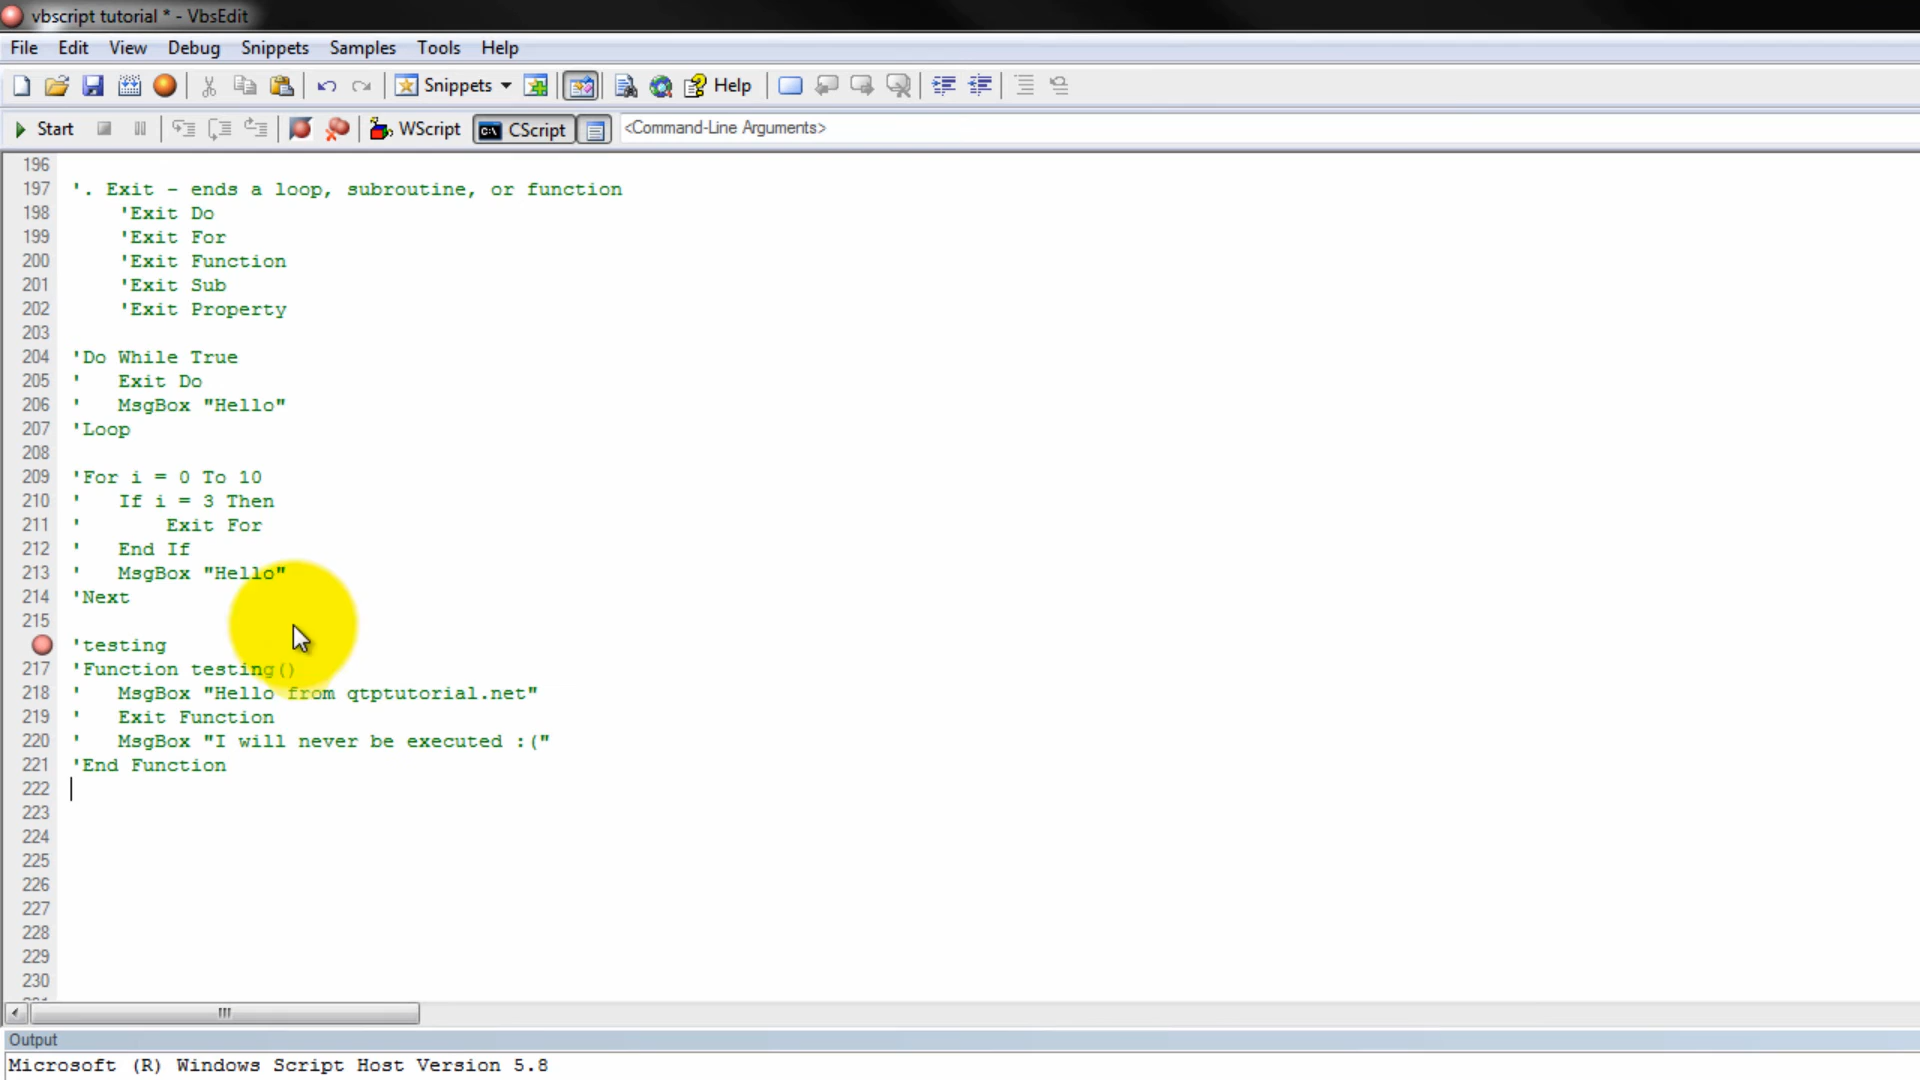 vbscript tutorial * - VbsEdit
File Edit View Debug Snippets Samples Tools Help
Snippets Help
Start WScript CScript <Command-Line Arguments>
196
197 '. Exit - ends a loop, subroutine, or function
198 'Exit Do
199 'Exit For
200 'Exit Function
201 'Exit Sub
202 'Exit Property
203
204 'Do While True
205 ' Exit Do
206 ' MsgBox "Hello"
207 'Loop
208
209 'For i = 0 To 10
210 ' If i = 3 Then
211 ' Exit For
212 ' End If
213 ' MsgBox "Hello"
214 'Next
215
'testing
217 'Function testing()
218 ' MsgBox "Hello from qtptutorial.net"
219 ' Exit Function
220 ' MsgBox "I will never be executed :("
221 'End Function
222
223
224
225
226
227
228
229
230
Output
Microsoft (R) Windows Script Host Version 5.8